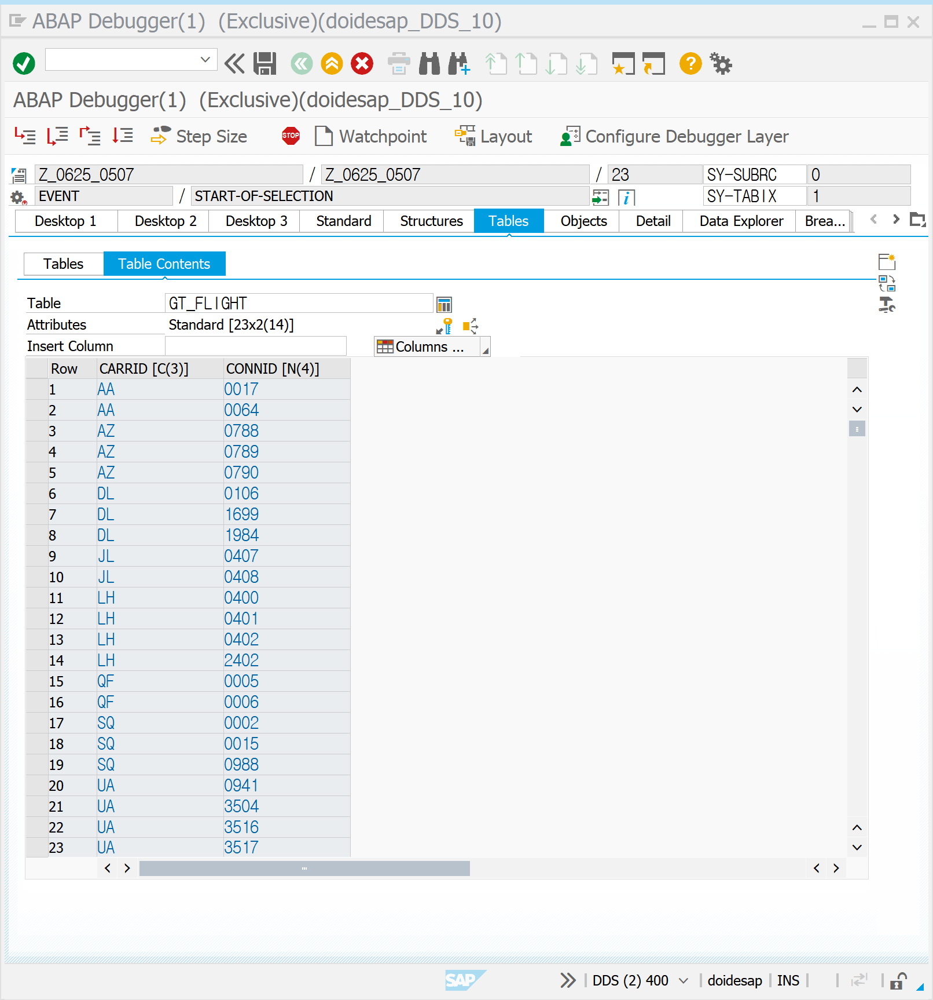 ABAP Debugger(1)  (Exclusive)(doidesap_DDS_10)
ABAP Debugger(1)  (Exclusive)(doidesap_DDS_10)
Step Size STOP Watchpoint Layout Configure Debugger Layer
Z_0625_0507 / Z_0625_0507 / 23 SY-SUBRC 0
EVENT / START-OF-SELECTION SY-TABIX 1
Desktop 1 Desktop 2 Desktop 3 Standard Structures Tables Objects Detail Data Explorer Brea...
Tables Table Contents
Table GT_FLIGHT
Attributes Standard [23x2(14)]
Insert Column Columns ...
Row CARRID [C(3)] CONNID [N(4)]
1 AA 0017
2 AA 0064
3 AZ 0788
4 AZ 0789
5 AZ 0790
6 DL 0106
7 DL 1699
8 DL 1984
9 JL 0407
10 JL 0408
11 LH 0400
12 LH 0401
13 LH 0402
14 LH 2402
15 QF 0005
16 QF 0006
17 SQ 0002
18 SQ 0015
19 SQ 0988
20 UA 0941
21 UA 3504
22 UA 3516
23 UA 3517
SAP DDS (2) 400 doidesap INS